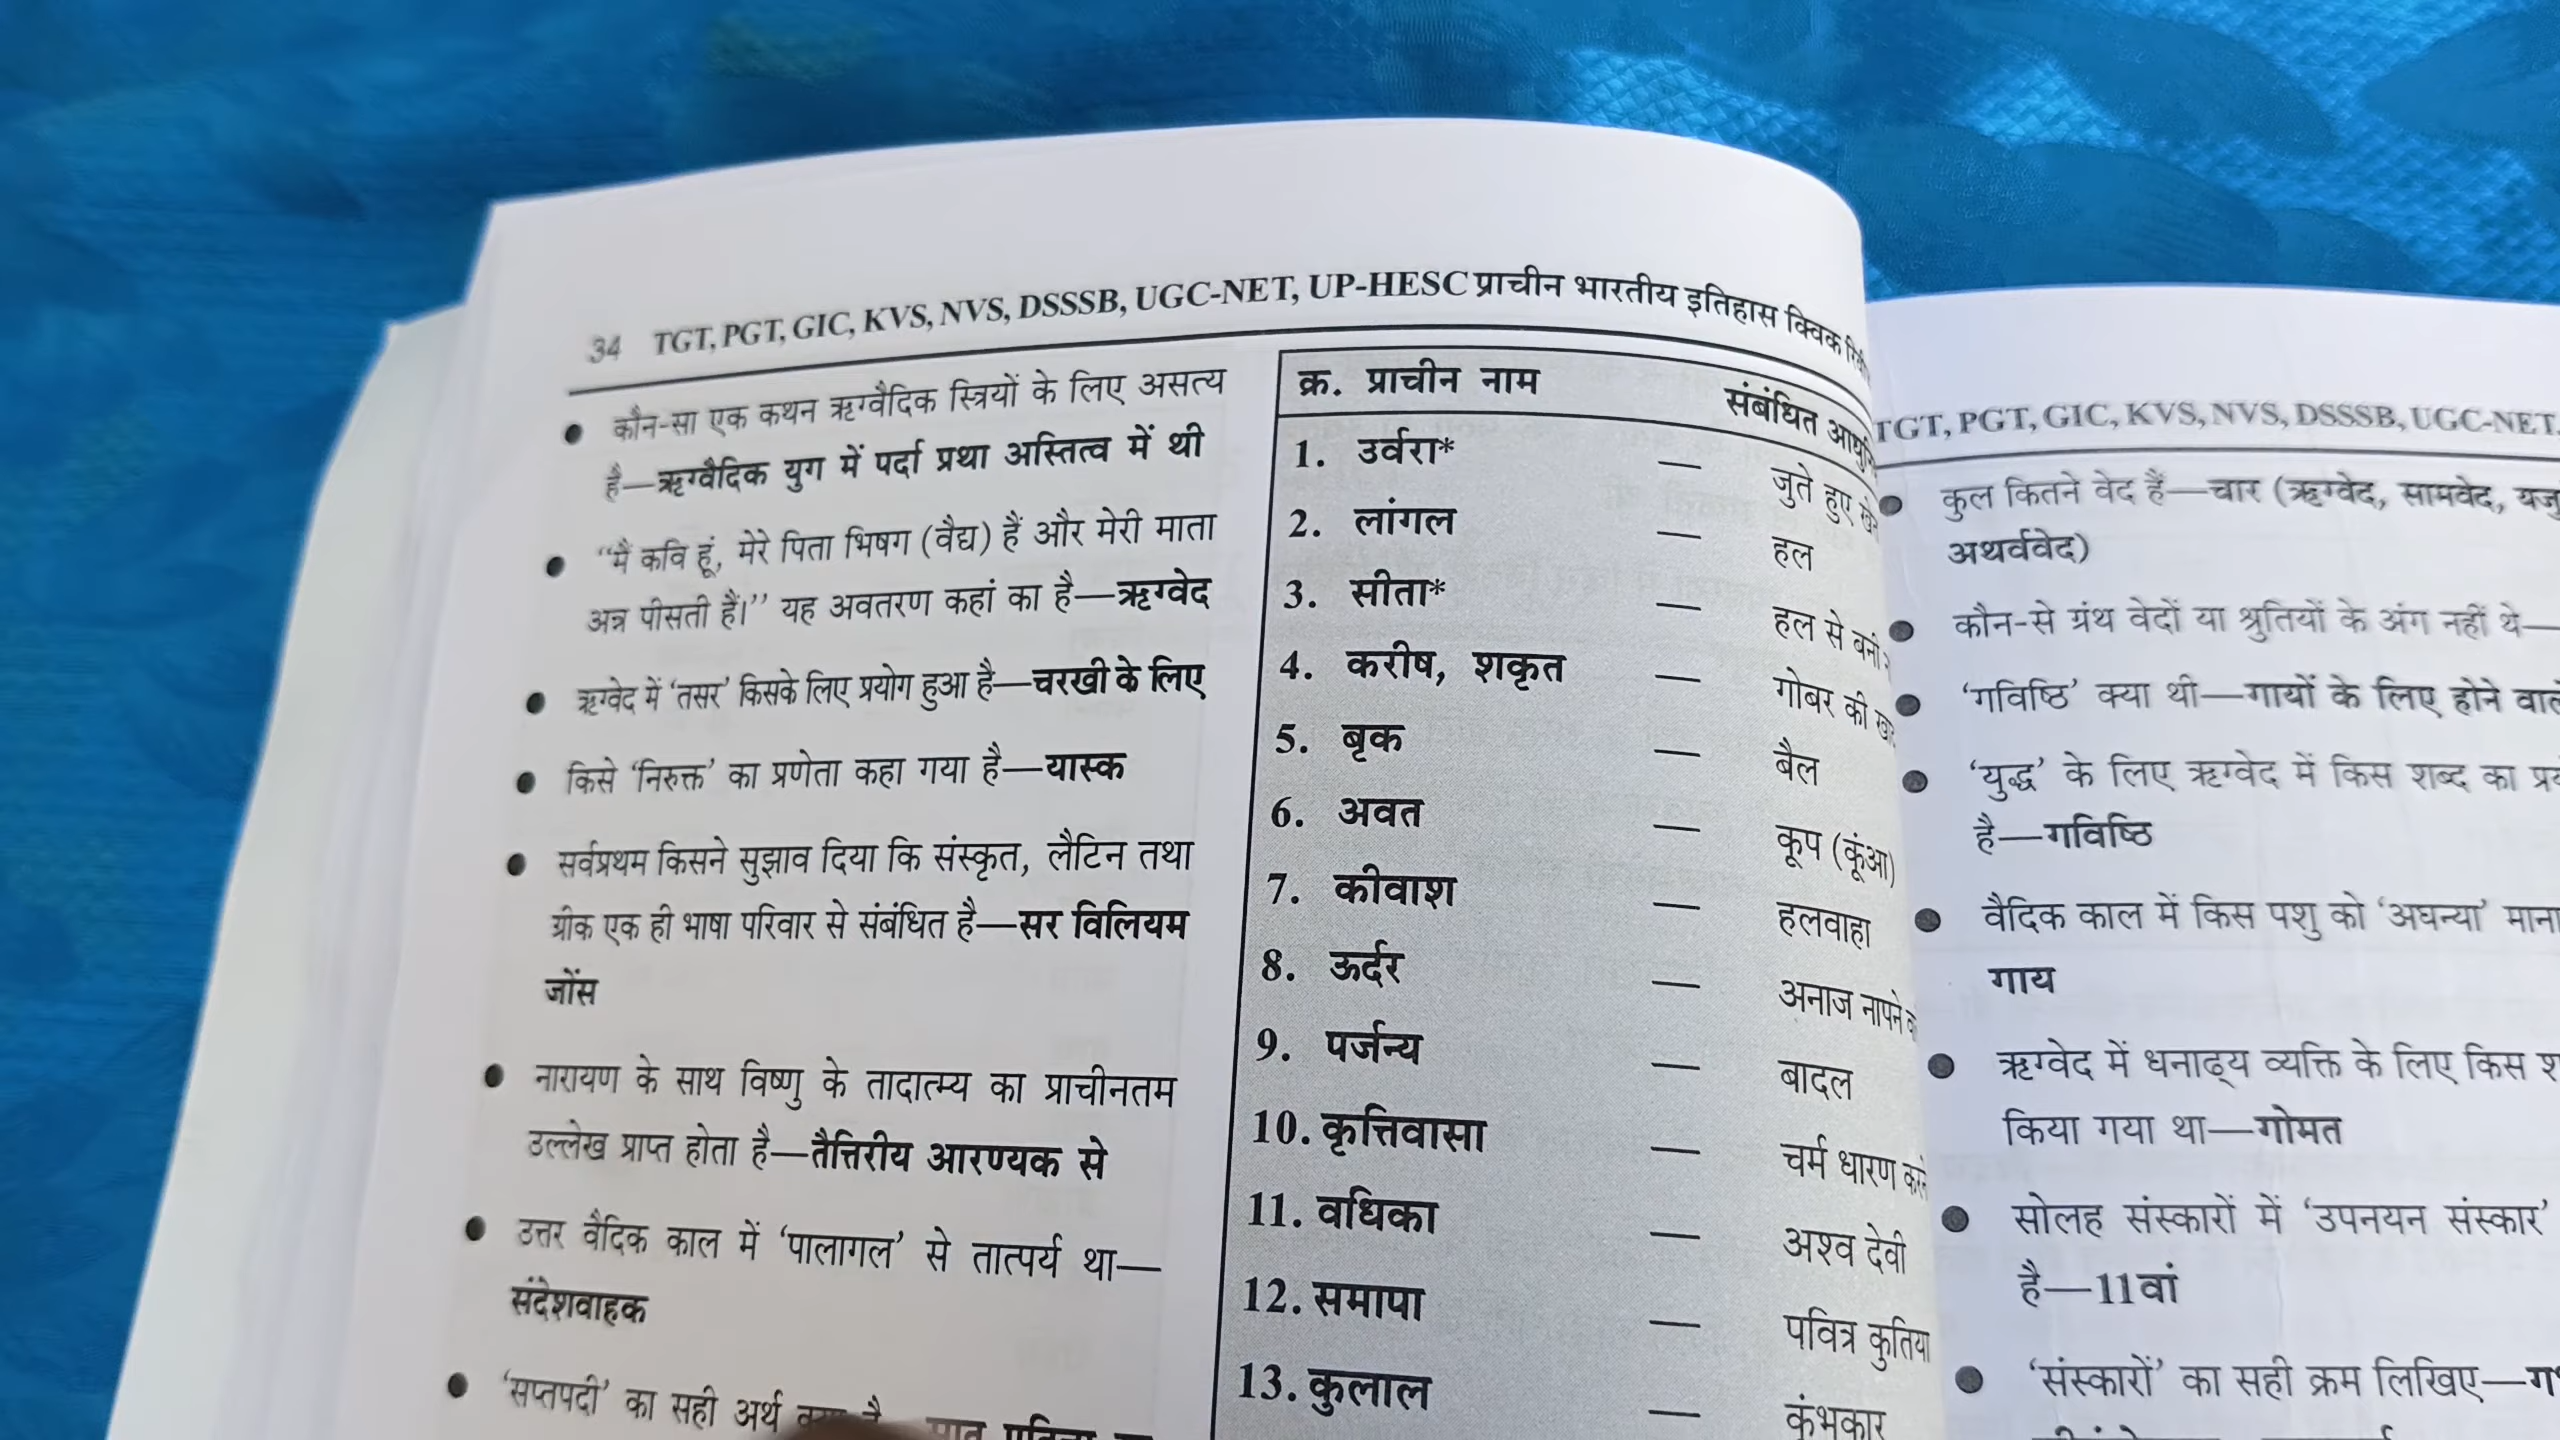 34 TGT, PGT, GIC, KVS, NVS, DSSSB, UGC-NET, UP-HESC प्राचीन भारतीय इतिहास क्विक
● कौन-सा एक कथन ऋग्वैदिक स्त्रियों के लिए असत्य
है—ऋग्वैदिक युग में पर्दा प्रथा अस्तित्व में थी
● “मैं कवि हूं, मेरे पिता भिषग (वैद्य) हैं और मेरी माता
अन्न पीसती हैं।” यह अवतरण कहां का है—ऋग्वेद
● ऋग्वेद में ‘तसर’ किसके लिए प्रयोग हुआ है—चरखी के लिए
● किसे ‘निरुक्त’ का प्रणेता कहा गया है—यास्क
● सर्वप्रथम किसने सुझाव दिया कि संस्कृत, लैटिन तथा
ग्रीक एक ही भाषा परिवार से संबंधित है—सर विलियम
जोंस
● नारायण के साथ विष्णु के तादात्म्य का प्राचीनतम
उल्लेख प्राप्त होता है—तैत्तिरीय आरण्यक से
● उत्तर वैदिक काल में ‘पालागल’ से तात्पर्य था—
संदेशवाहक
● ‘सप्तपदी’ का सही अर्थ
क्र. प्राचीन नाम संबंधित
1. उर्वरा* — जुते हुए
2. लांगल — हल
3. सीता* — हल से बनी
4. करीष, शकृत — गोबर की
5. बृक — बैल
6. अवत — कूप (कूंआ)
7. कीवाश — हलवाहा
8. ऊर्दर — अनाज नापने
9. पर्जन्य — बादल
10. कृत्तिवासा — चर्म धारण
11. वधिका — अश्व देवी
12. समापा — पवित्र कुतिया
13. कुलाल — कुंभकार
TGT, PGT, GIC, KVS, NVS, DSSSB, UGC-NET,
● कुल कितने वेद हैं—चार (ऋग्वेद, सामवेद,
अथर्ववेद)
● कौन-से ग्रंथ वेदों या श्रुतियों के अंग नहीं थे—
● ‘गविष्ठि’ क्या थी—गायों के लिए होने
● ‘युद्ध’ के लिए ऋग्वेद में किस शब्द का
है—गविष्ठि
● वैदिक काल में किस पशु को ‘अघन्या’ माना
गाय
● ऋग्वेद में धनाढ्य व्यक्ति के लिए किस
किया गया था—गोमत
● सोलह संस्कारों में ‘उपनयन संस्कार’
है—11वां
● ‘संस्कारों’ का सही क्रम लिखिए—